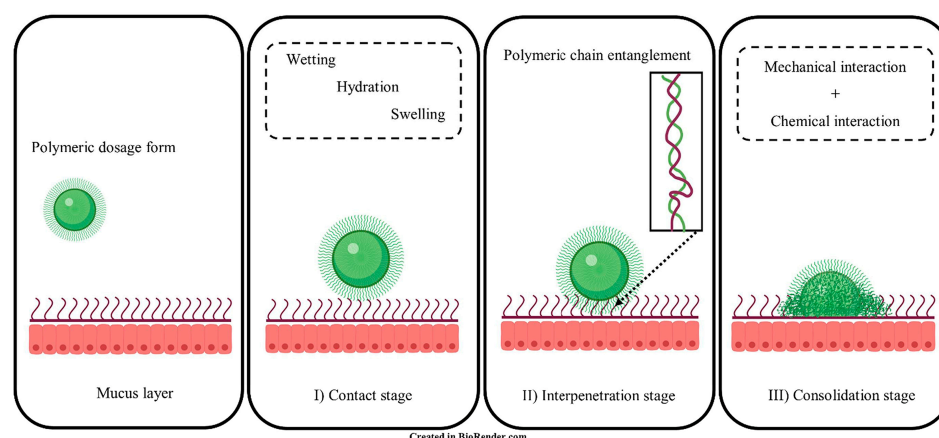 Polymeric dosage form
Mucus layer
Wetting
Hydration
Swelling
I) Contact stage
Polymeric chain entanglement
II) Interpenetration stage
Mechanical interaction
+
Chemical interaction
III) Consolidation stage
Created in BioRender.com